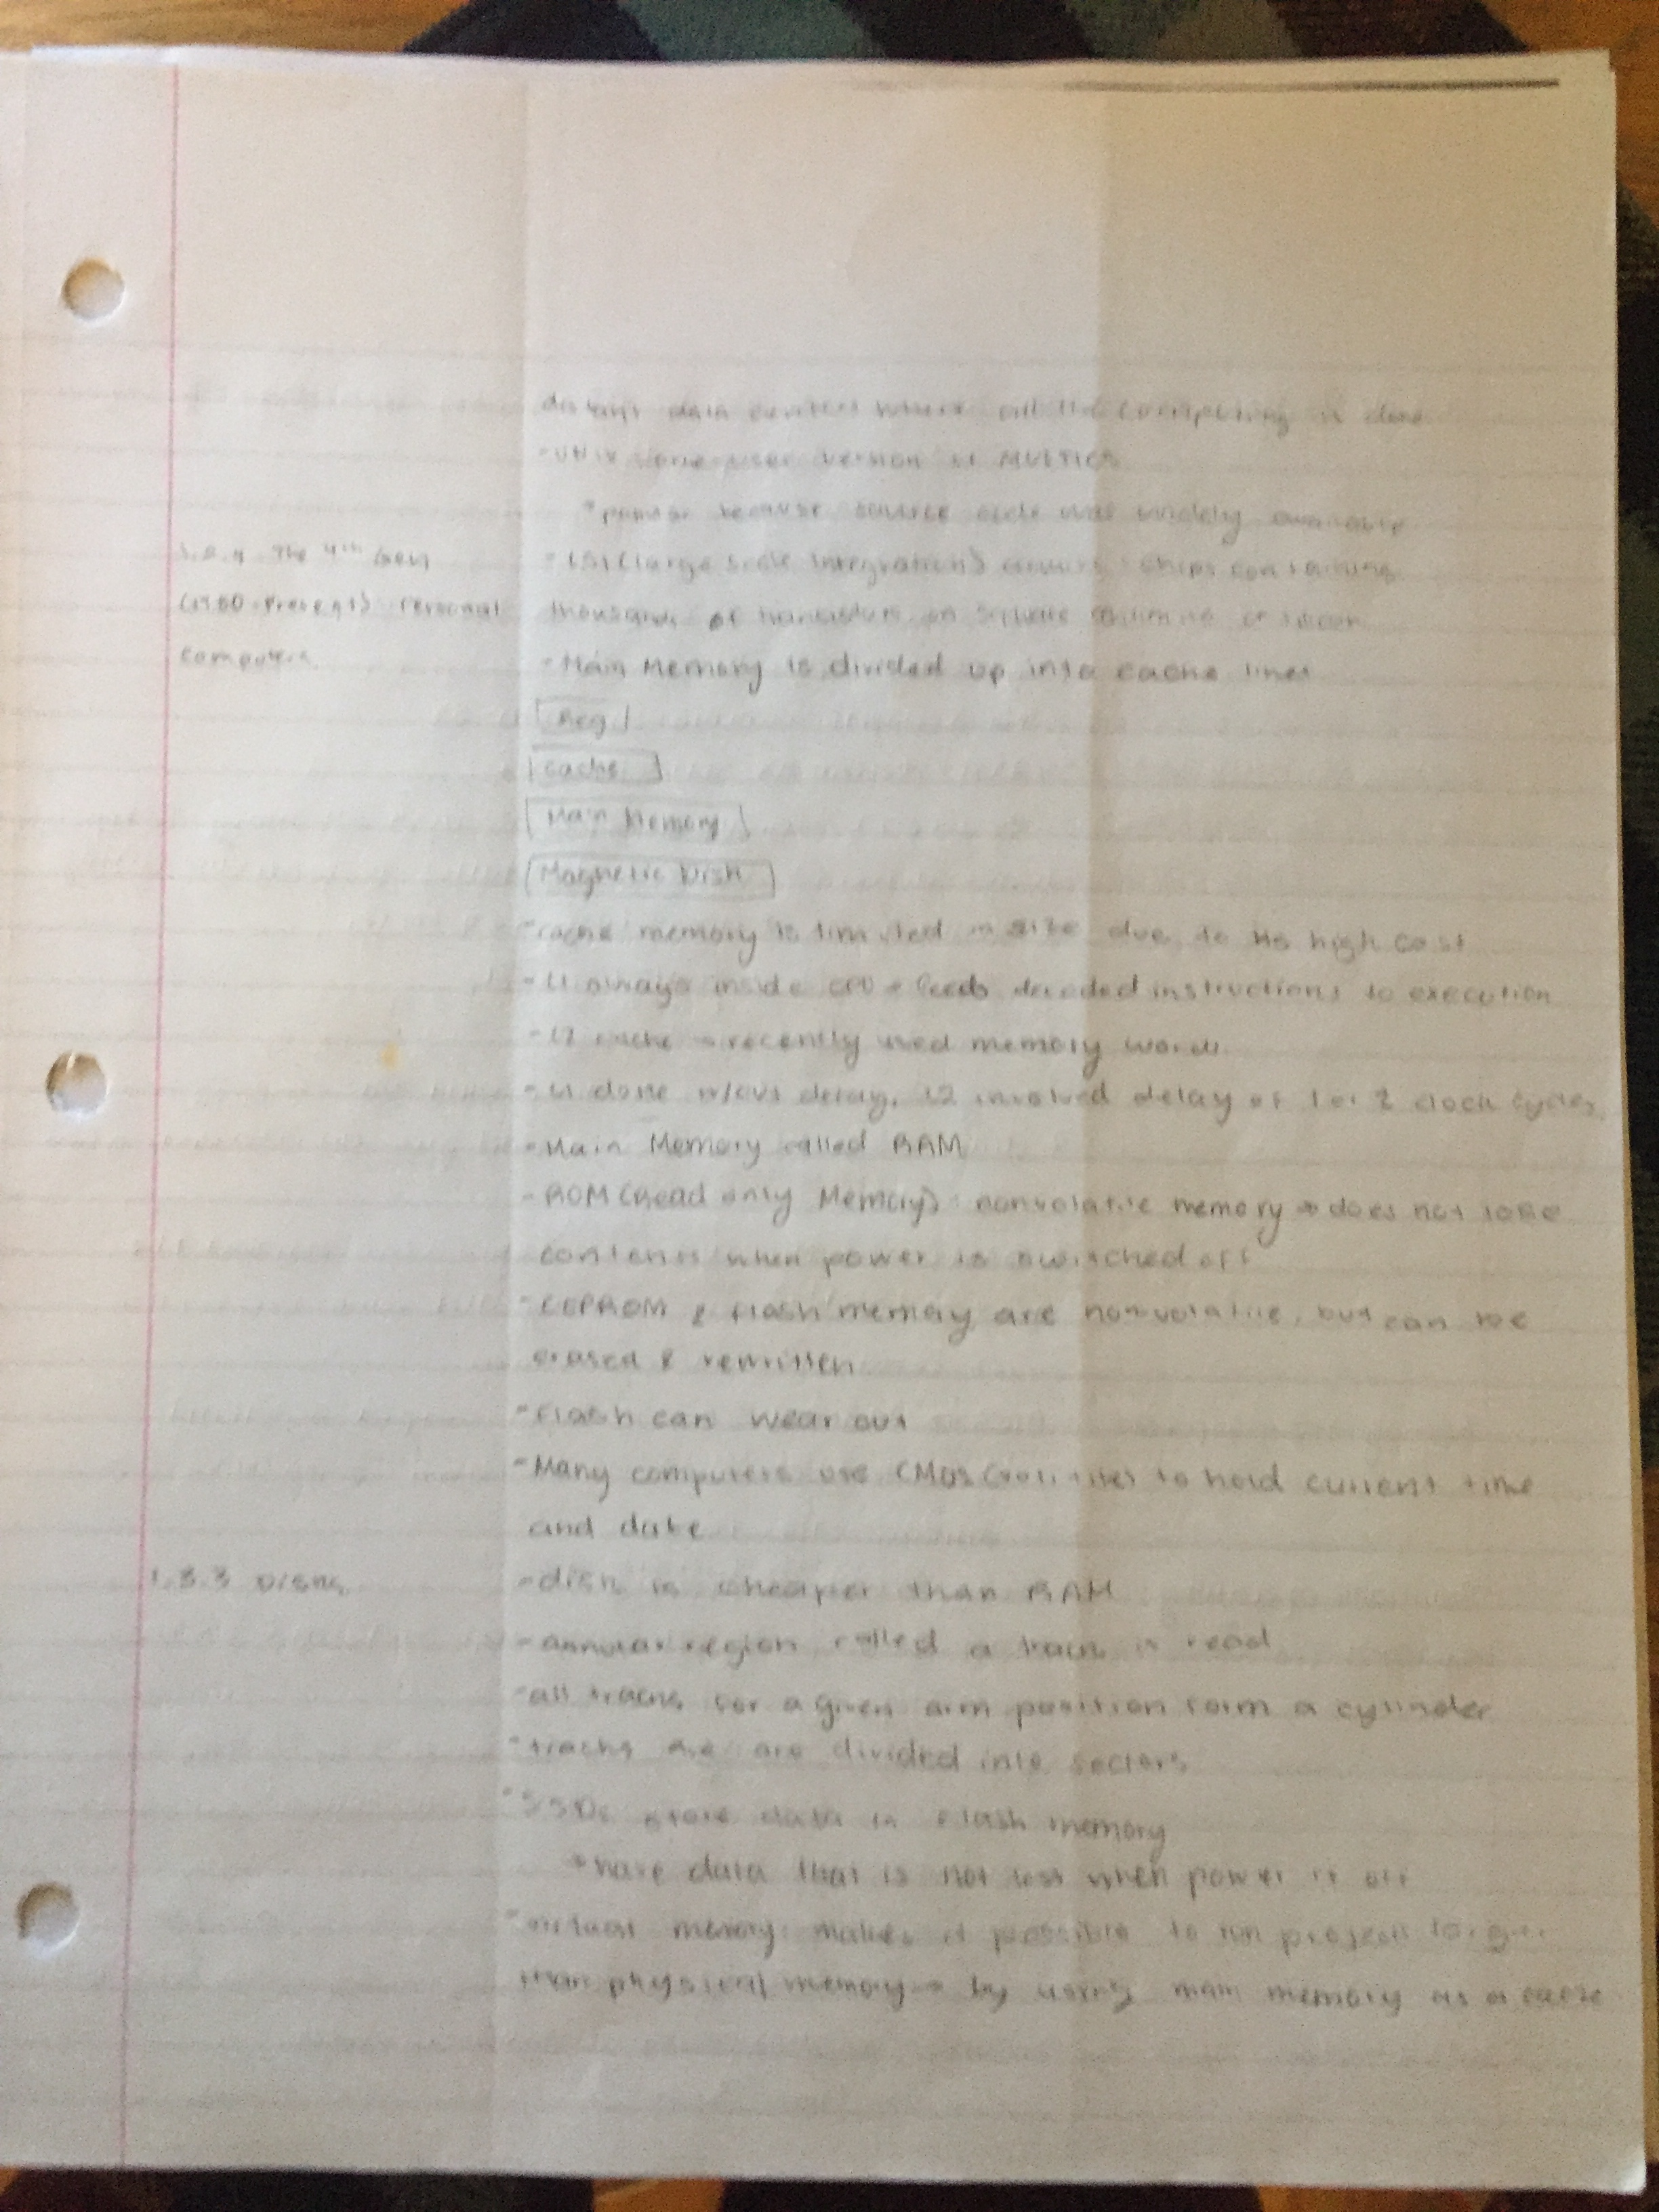 distant data centers where all the computing is done
-UNIX one-user version of MULTICS
*popular because source code was widely available
1.2.4 The 4th Gen
-LSI (Large Scale Integration) circuits: chips containing
(1980-Present) Personal
thousands of transistors on
Computers
-Main Memory is divided up into cache lines
Reg
cache
Main Memory
Magnetic Disk
-cache memory is limited in size due to its high cost
-L1 always inside CPU → feeds decoded instructions to execution
-L2 cache → recently used memory words
-L1 done w/out delay, L2 involved delay of 1 or 2 clock cycles
-Main Memory called RAM
-ROM (Read only Memory): nonvolatile memory → does not lose
contents when power is switched off
-EEPROM & flash memory are nonvolatile, but can be
erased & rewritten
-flash can wear out
-Many computers use CMOS (volatile) to hold current time
and date
1.3.3 Disks
-disk is cheaper than RAM
-annular region called a track is read
-all tracks for a given arm position form a cylinder
-tracks are divided into sectors
-SSDs store data in flash memory
*have data that is not lost when power is off
-virtual memory: makes it possible to run larger
than physical memory → by using main memory as a cache